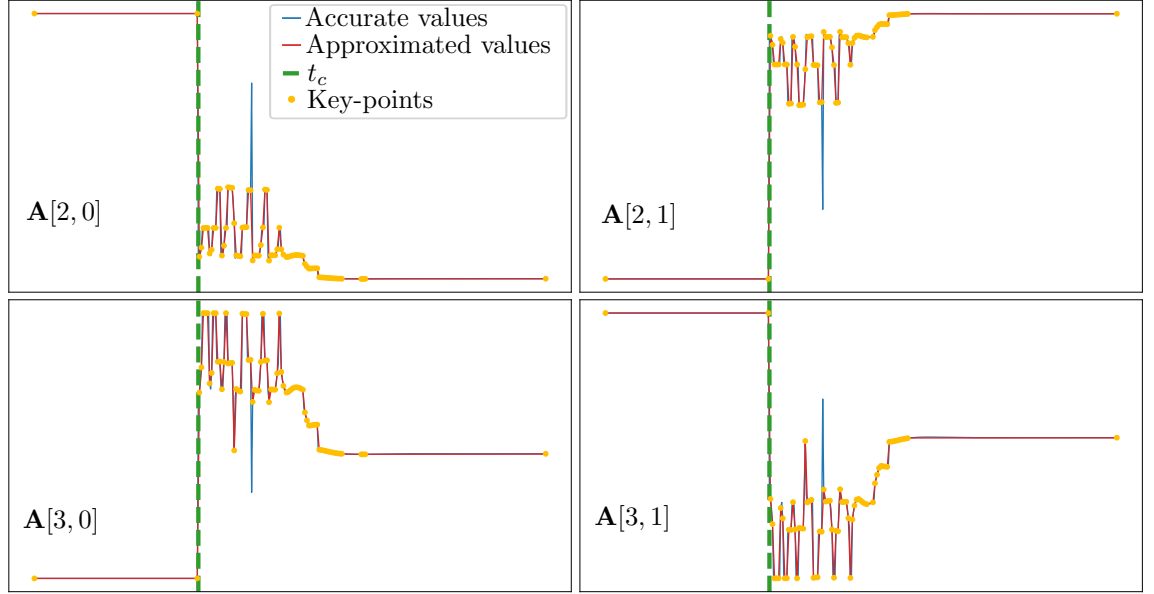 Accurate values
Approximated values
t_c
Key-points
A[2, 0]
A[2, 1]
A[3, 0]
A[3, 1]